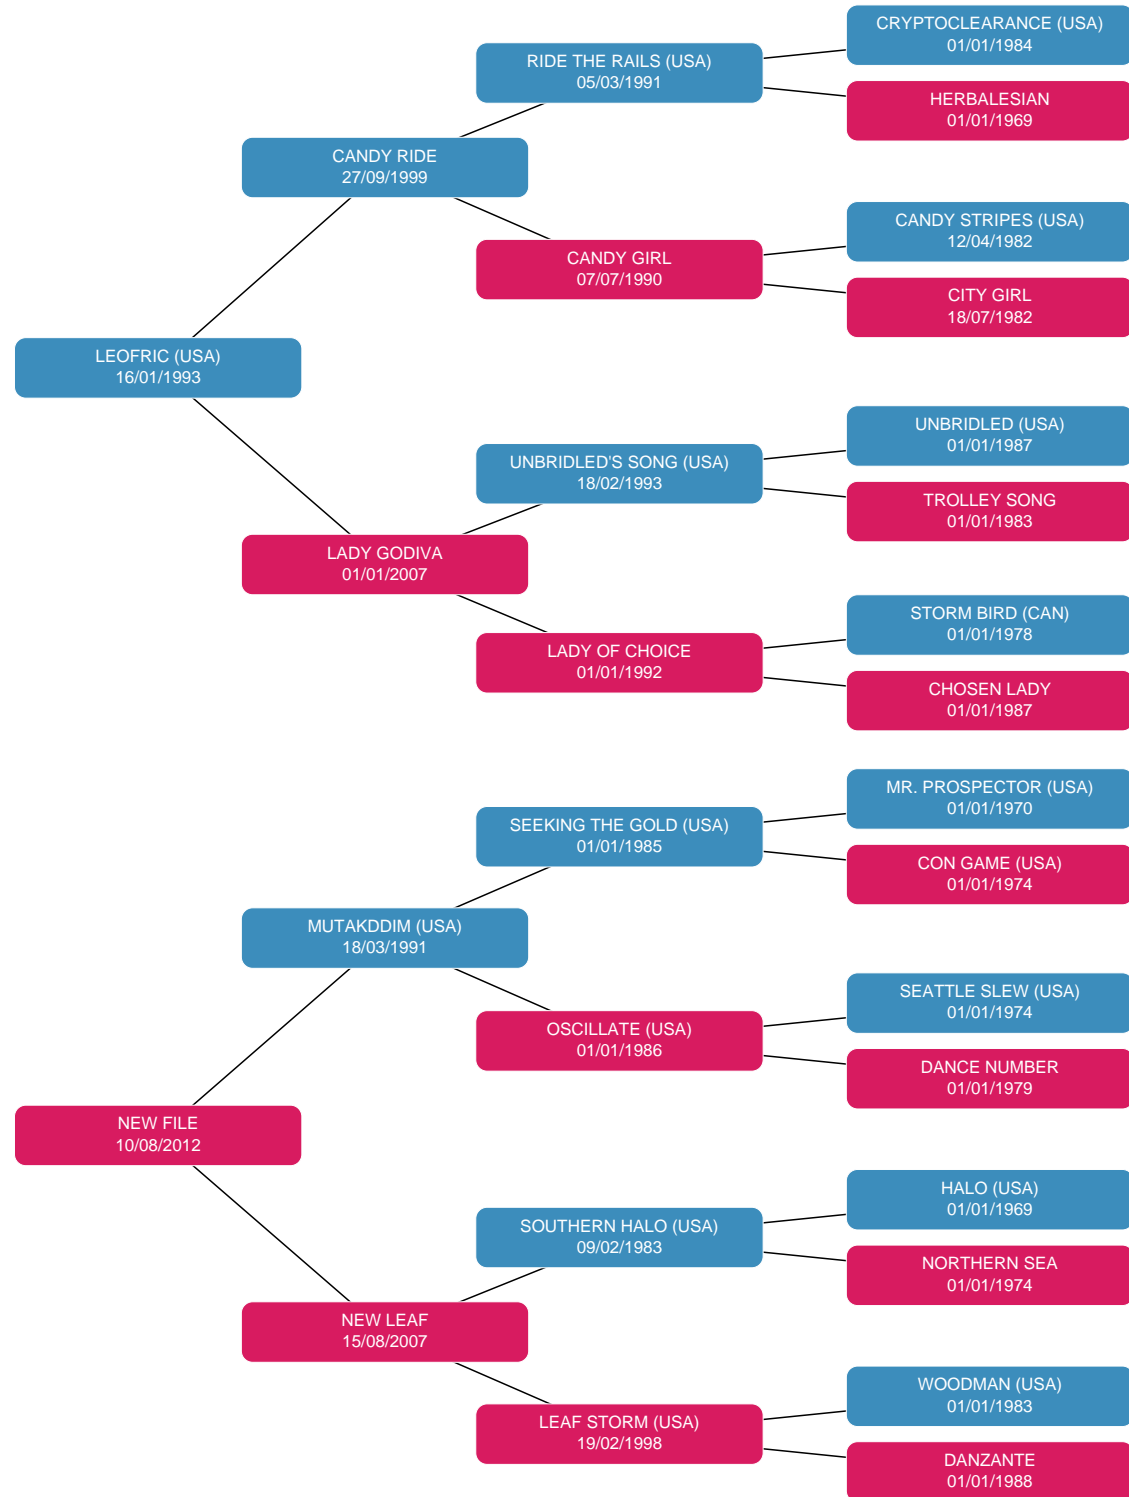 CRYPTOCLEARANCE (USA)
01/01/1984
RIDE THE RAILS (USA)
05/03/1991
HERBALESIAN
01/01/1969
CANDY RIDE
27/09/1999
CANDY STRIPES (USA)
12/04/1982
CANDY GIRL
07/07/1990
CITY GIRL
18/07/1982
LEOFRIC (USA)
16/01/1993
UNBRIDLED (USA)
01/01/1987
UNBRIDLED'S SONG (USA)
18/02/1993
TROLLEY SONG
01/01/1983
LADY GODIVA
01/01/2007
STORM BIRD (CAN)
01/01/1978
LADY OF CHOICE
01/01/1992
CHOSEN LADY
01/01/1987
MR. PROSPECTOR (USA)
01/01/1970
SEEKING THE GOLD (USA)
01/01/1985
CON GAME (USA)
01/01/1974
MUTAKDDIM (USA)
18/03/1991
SEATTLE SLEW (USA)
01/01/1974
OSCILLATE (USA)
01/01/1986
DANCE NUMBER
01/01/1979
NEW FILE
10/08/2012
HALO (USA)
01/01/1969
SOUTHERN HALO (USA)
09/02/1983
NORTHERN SEA
01/01/1974
NEW LEAF
15/08/2007
WOODMAN (USA)
01/01/1983
LEAF STORM (USA)
19/02/1998
DANZANTE
01/01/1988